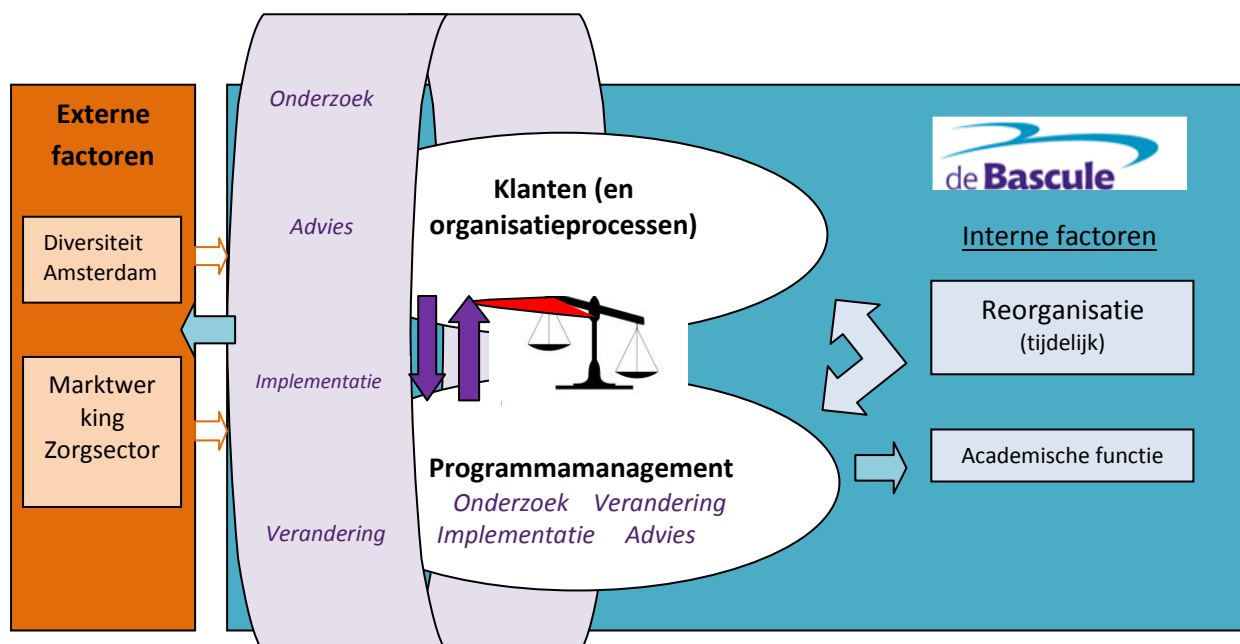 Externe
factoren
Diversiteit
Amsterdam
Marktwer
king
Zorgsector
Onderzoek
Advies
Implementatie
Verandering
Klanten (en
organisatieprocessen)
Programmamanagement
Onderzoek Verandering
Implementatie Advies
de Bascule
Interne factoren
Reorganisatie
(tijdelijk)
Academische functie